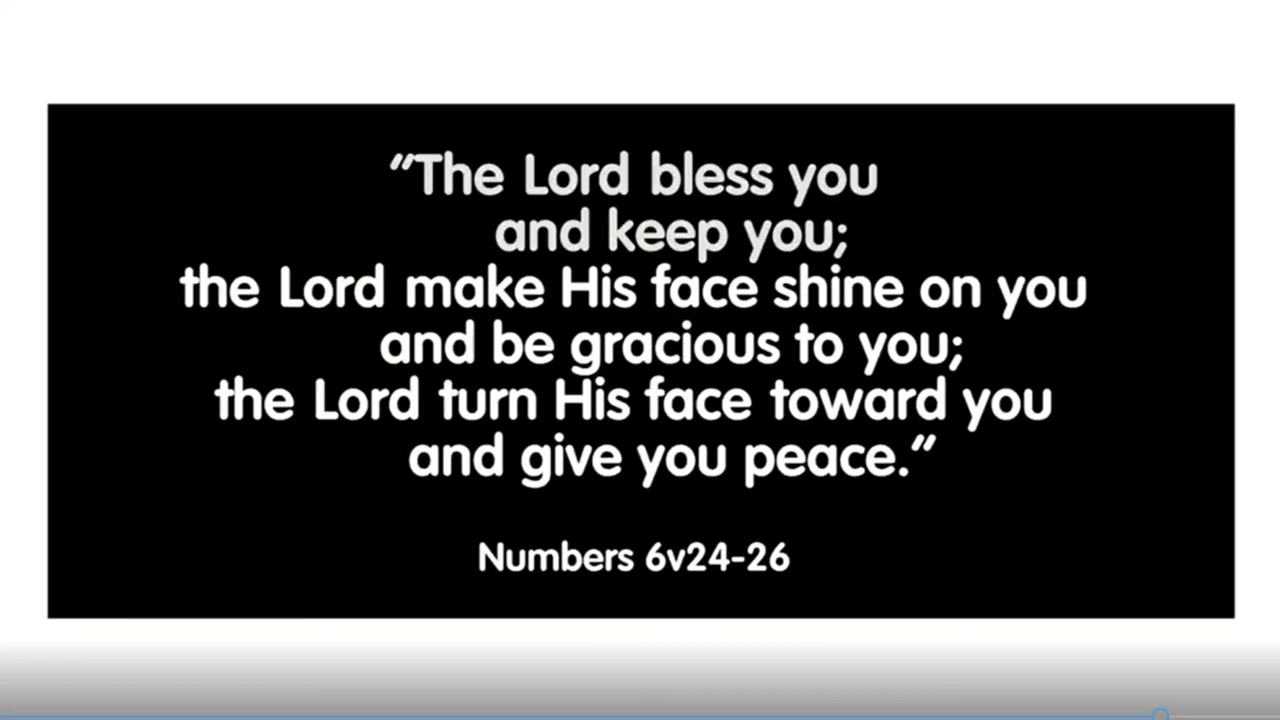 “The Lord bless you
and keep you;
the Lord make His face shine on you
and be gracious to you;
the Lord turn His face toward you
and give you peace.”
Numbers 6v24-26